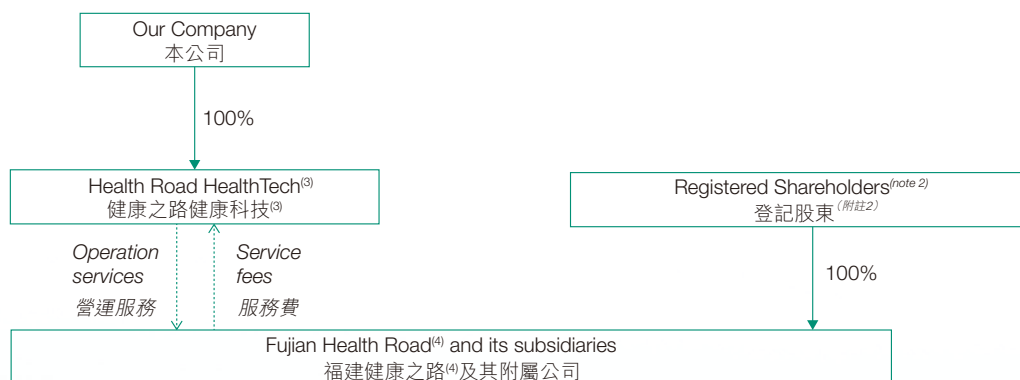 Our Company
本公司
100%
Health Road HealthTech(3)
健康之路健康科技(3)
Registered Shareholders(note 2)
登記股東(附註2)
Operation
services
營運服務
Service
fees
服務費
100%
Fujian Health Road(4) and its subsidiaries
福建健康之路(4)及其附屬公司